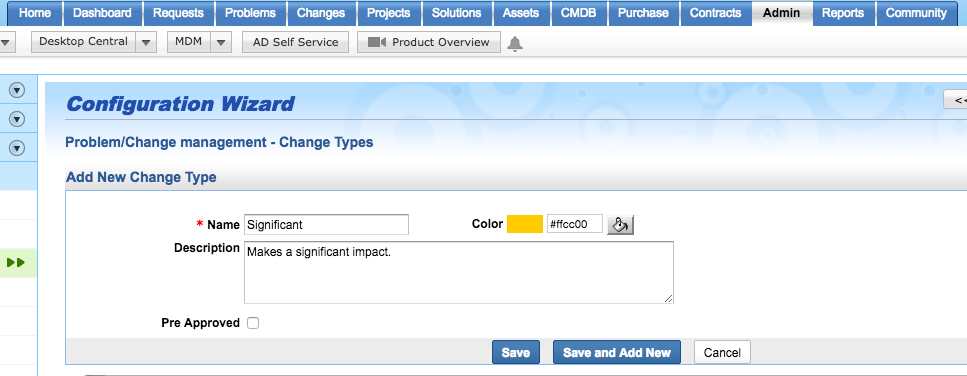 Home Dashboard Requests Problems Changes Projects Solutions Assets CMDB Purchase Contracts Admin Reports Community
Desktop Central MDM AD Self Service Product Overview
Configuration Wizard <<
Problem/Change management - Change Types
Add New Change Type
* Name Significant Color #ffcc00
Description Makes a significant impact.
Pre Approved
Save Save and Add New Cancel